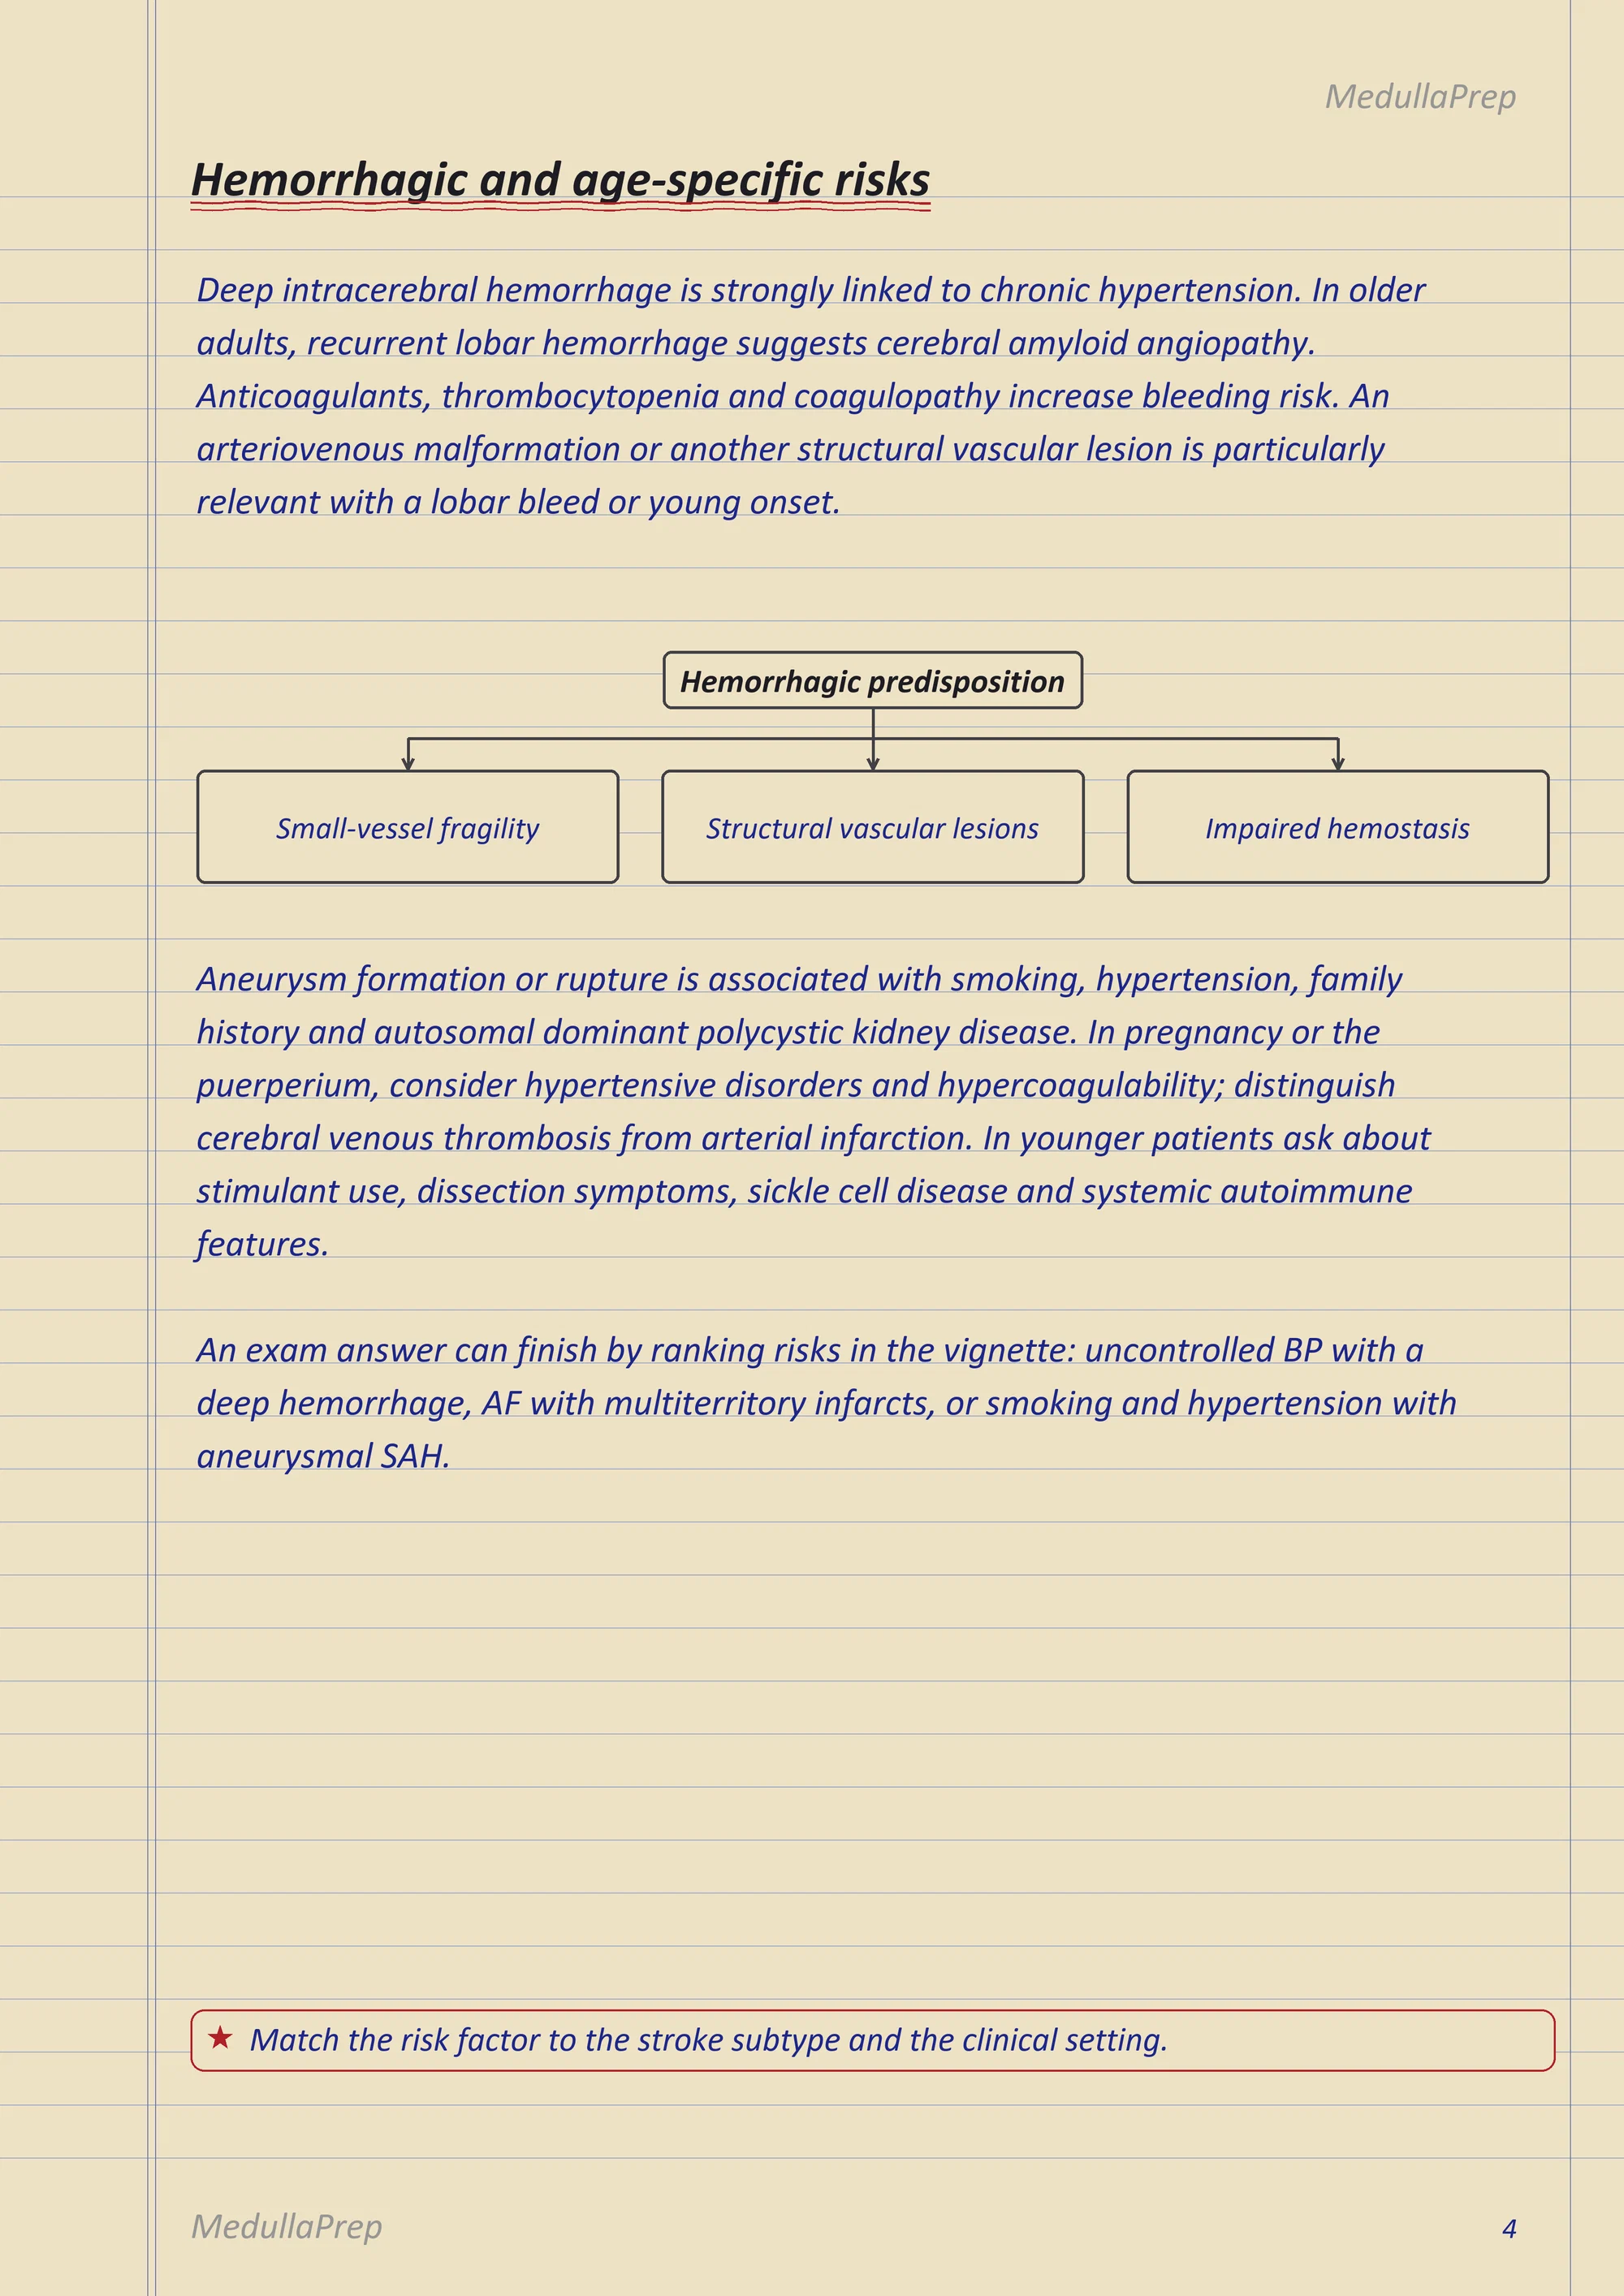 MedullaPrep
Hemorrhagic and age-specific risks
Deep intracerebral hemorrhage is strongly linked to chronic hypertension. In older
adults, recurrent lobar hemorrhage suggests cerebral amyloid angiopathy.
Anticoagulants, thrombocytopenia and coagulopathy increase bleeding risk. An
arteriovenous malformation or another structural vascular lesion is particularly
relevant with a lobar bleed or young onset.
Hemorrhagic predisposition
Small-vessel fragility
Structural vascular lesions
Impaired hemostasis
Aneurysm formation or rupture is associated with smoking, hypertension, family
history and autosomal dominant polycystic kidney disease. In pregnancy or the
puerperium, consider hypertensive disorders and hypercoagulability; distinguish
cerebral venous thrombosis from arterial infarction. In younger patients ask about
stimulant use, dissection symptoms, sickle cell disease and systemic autoimmune
features.
An exam answer can finish by ranking risks in the vignette: uncontrolled BP with a
deep hemorrhage, AF with multiterritory infarcts, or smoking and hypertension with
aneurysmal SAH.
★ Match the risk factor to the stroke subtype and the clinical setting.
MedullaPrep
4